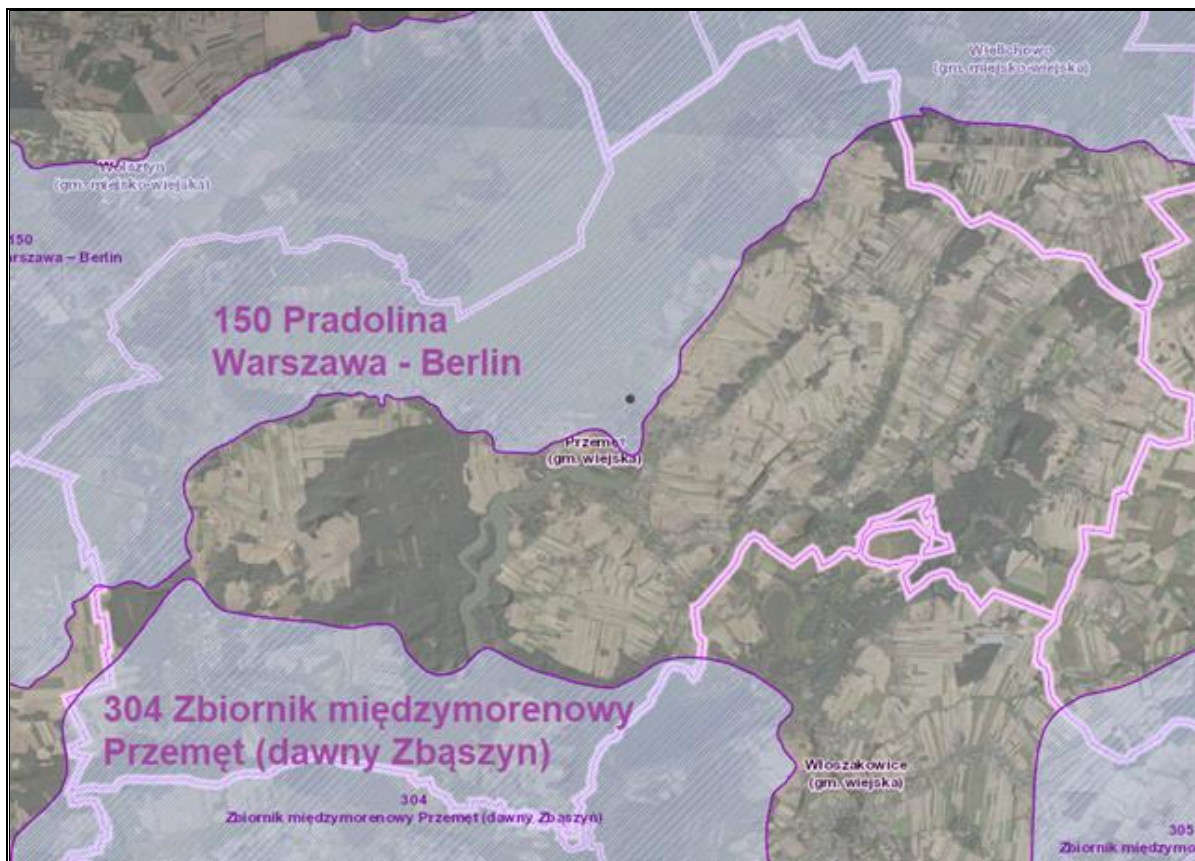 Wielichowo
(gm. miejsko-wiejska)
Wolsztyn
(gm. miejsko-wiejska)
150
rszawa – Berlin
150 Pradolina
Warszawa - Berlin
Przemęt
(gm. wiejska)
304 Zbiornik międzymorenowy
Przemęt (dawny Zbąszyn)
Włoszakowice
(gm. wiejska)
304
Zbiornik międzymorenowy Przemęt (dawny Zbąszyn)
305
Zbiornik międzymo